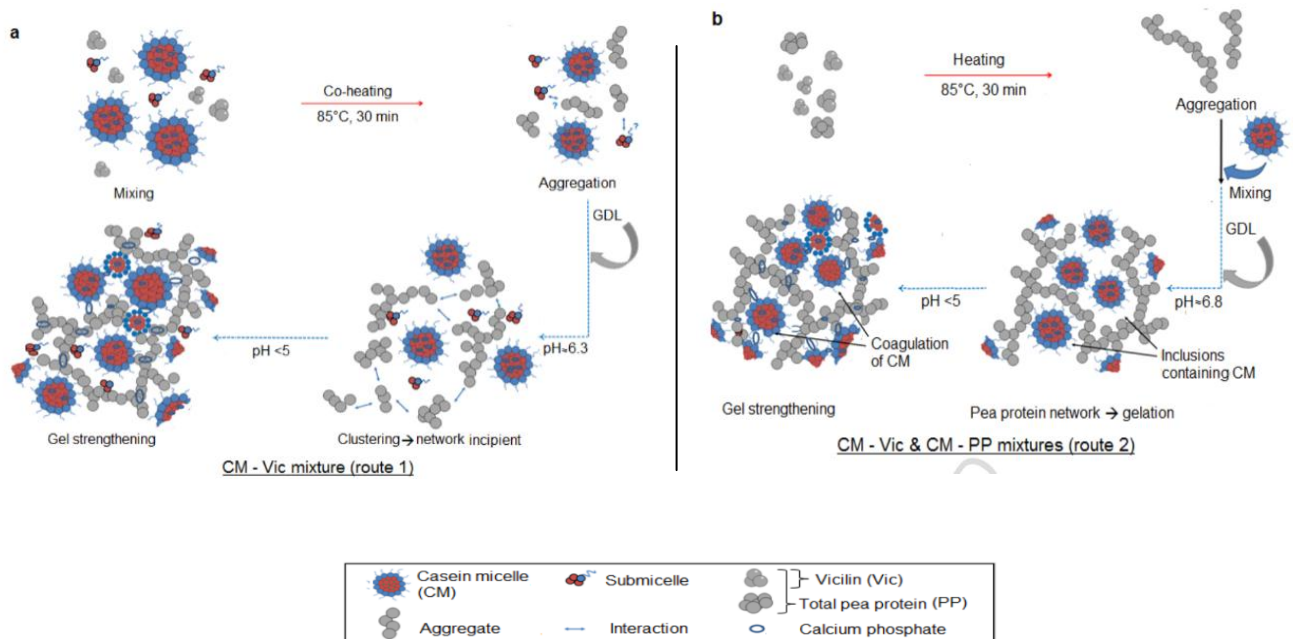 a
Co-heating
85°C, 30 min
Mixing
Aggregation
GDL
pH≈6.3
pH <5
Gel strengthening
Clustering→network incipient
CM - Vic mixture (route 1)
b
Heating
85°C, 30 min
Aggregation
Mixing
GDL
pH≈6.8
pH <5
Coagulation
of CM
Inclusions
containing CM
Gel strengthening
Pea protein network → gelation
CM - Vic & CM - PP mixtures (route 2)
Casein micelle
(CM)
Submicelle
Vicilin (Vic)
Total pea protein (PP)
Aggregate
Interaction
Calcium phosphate